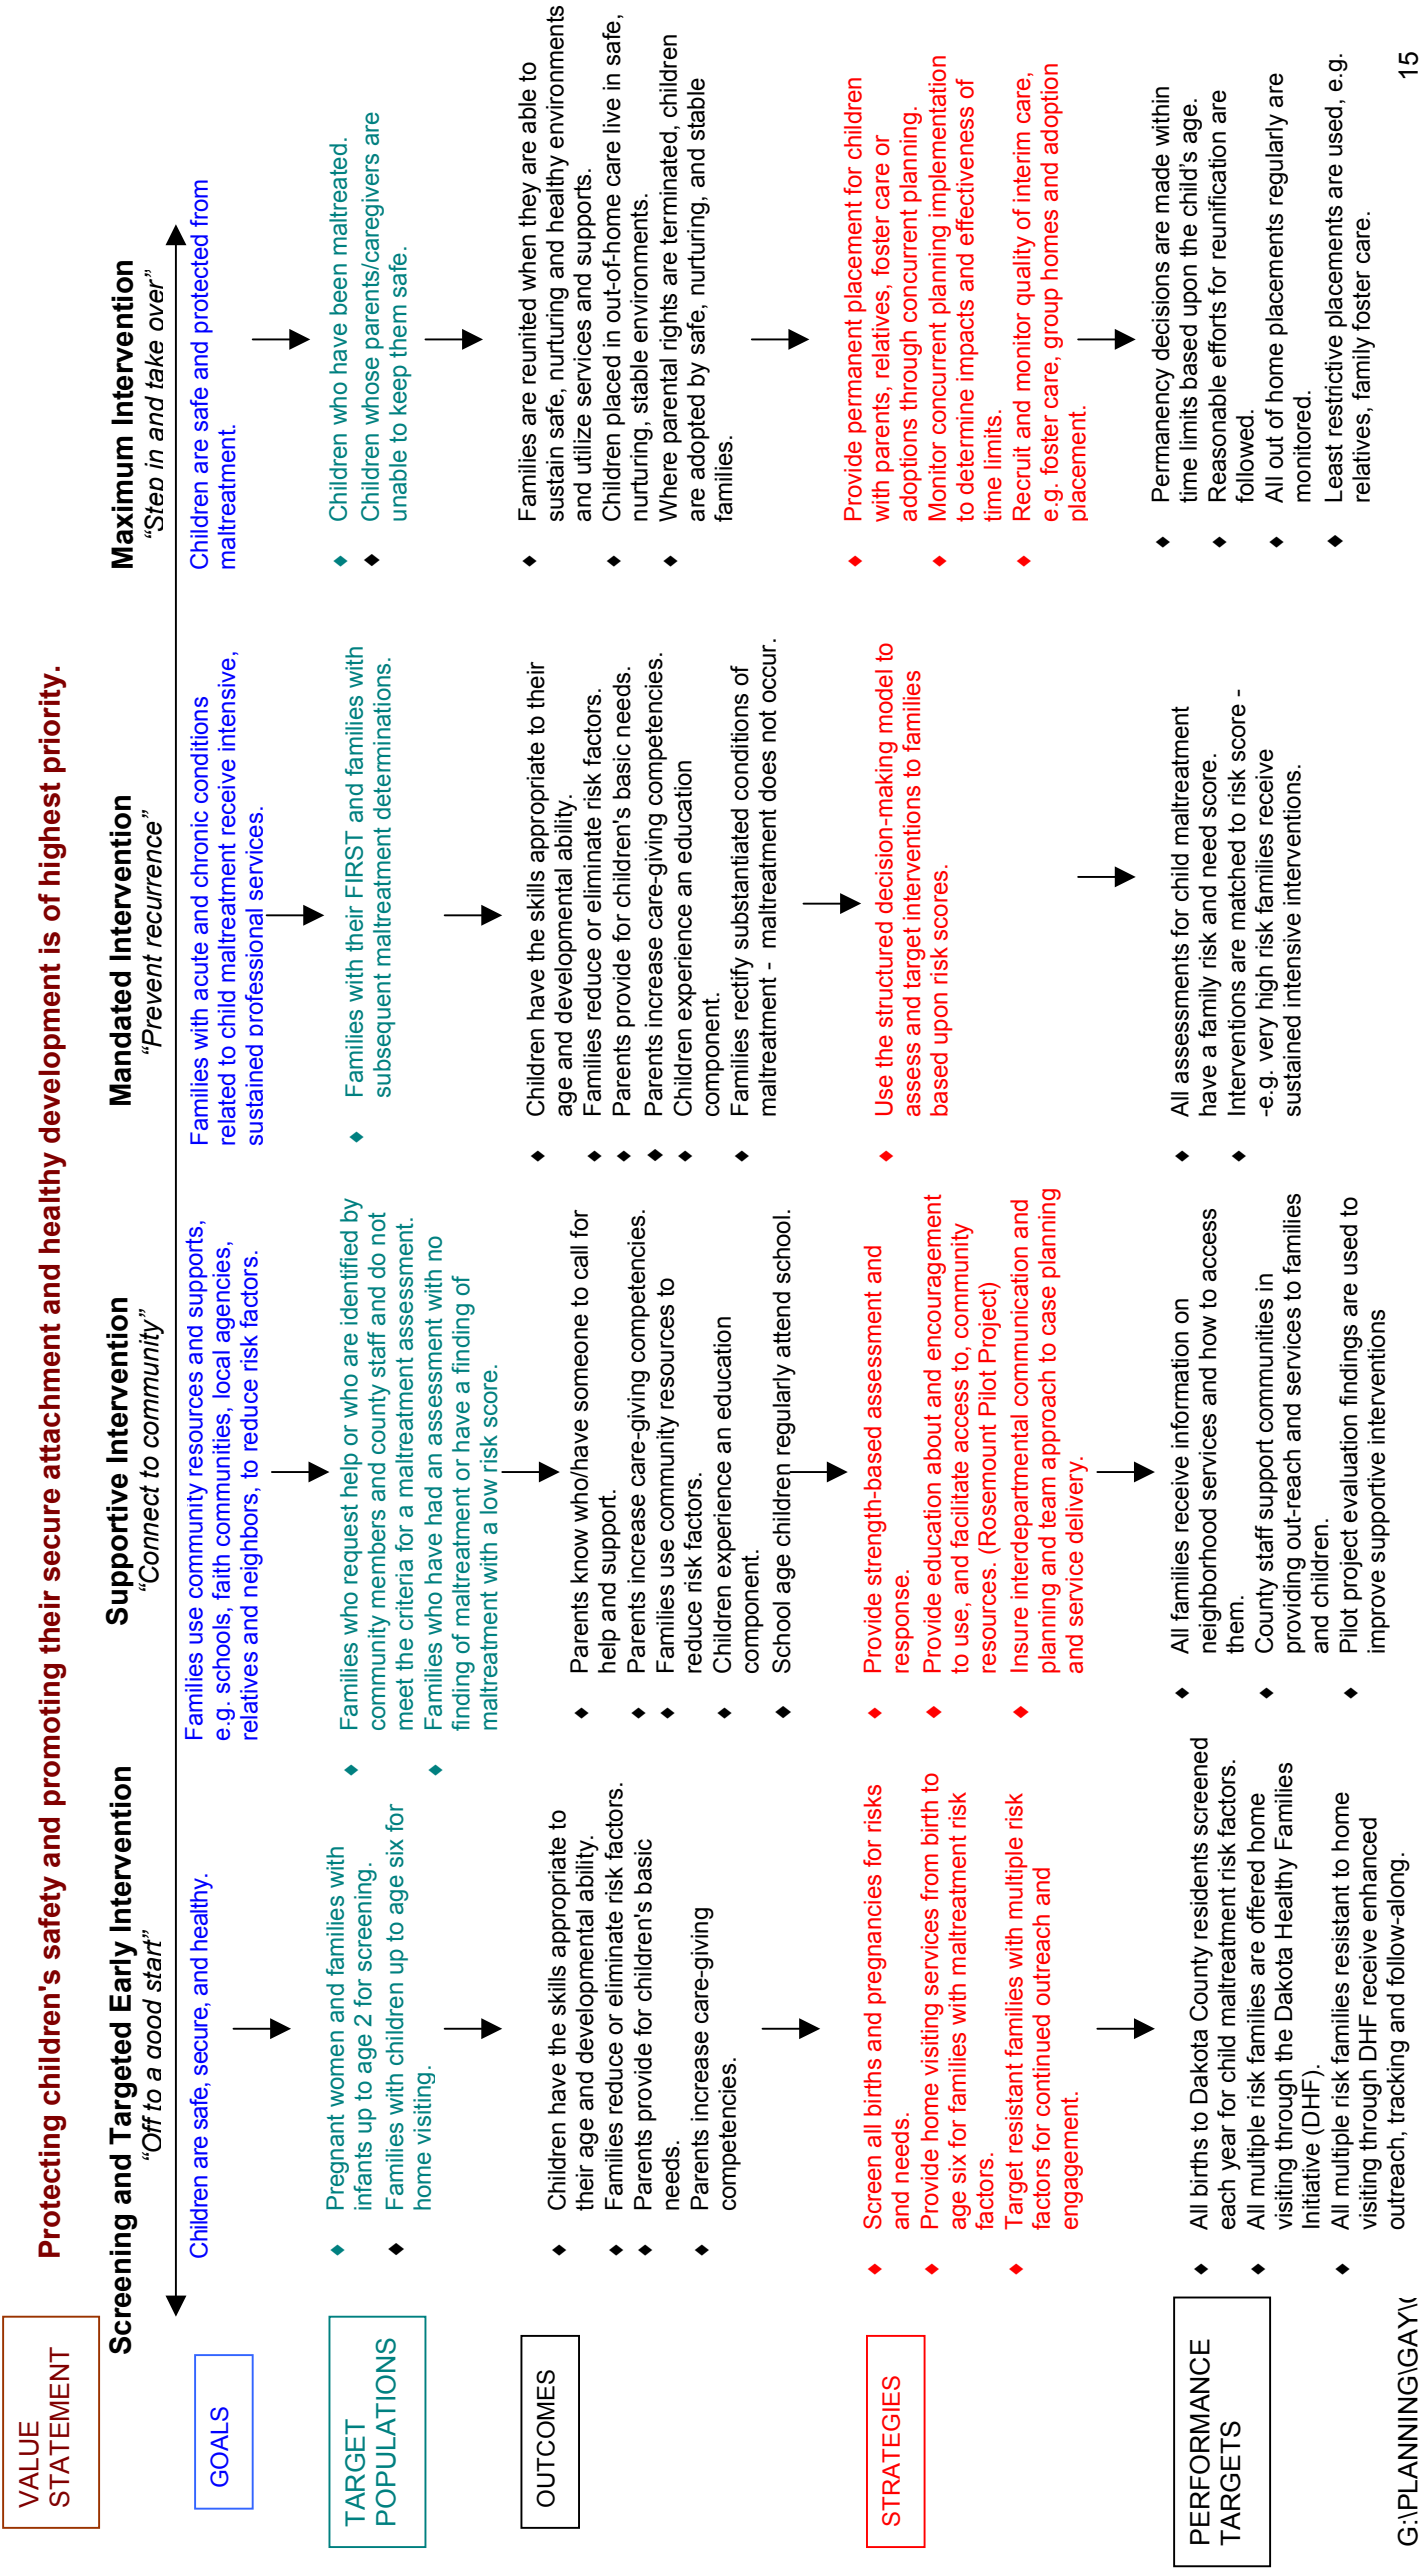 VALUE
STATEMENT
Protecting children's safety and promoting their secure attachment and healthy development is of highest priority.
Screening and Targeted Early Intervention
“Off to a good start”
Supportive Intervention
“Connect to community”
Mandated Intervention
“Prevent recurrence”
Maximum Intervention
“Step in and take over”
GOALS
Children are safe, secure, and healthy.
Families use community resources and supports,
e.g. schools, faith communities, local agencies,
relatives and neighbors, to reduce risk factors.
Families with acute and chronic conditions
related to child maltreatment receive intensive,
sustained professional services.
Children are safe and protected from
maltreatment.
TARGET
POPULATIONS
♦ Pregnant women and families with
infants up to age 2 for screening.
♦ Families with children up to age six for
home visiting.
♦ Families who request help or who are identified by
community members and county staff and do not
meet the criteria for a maltreatment assessment.
♦ Families who have had an assessment with no
finding of maltreatment or have a finding of
maltreatment with a low risk score.
♦ Families with their FIRST and families with
subsequent maltreatment determinations.
♦ Children who have been maltreated.
♦ Children whose parents/caregivers are
unable to keep them safe.
OUTCOMES
♦ Children have the skills appropriate to
their age and developmental ability.
♦ Families reduce or eliminate risk factors.
♦ Parents provide for children's basic
needs.
♦ Parents increase care-giving
competencies.
♦ Parents know who/have someone to call for
help and support.
♦ Parents increase care-giving competencies.
♦ Families use community resources to
reduce risk factors.
♦ Children experience an education
component.
♦ School age children regularly attend school.
♦ Children have the skills appropriate to their
age and developmental ability.
♦ Families reduce or eliminate risk factors.
♦ Parents provide for children's basic needs.
♦ Parents increase care-giving competencies.
♦ Children experience an education
component.
♦ Families rectify substantiated conditions of
maltreatment - maltreatment does not occur.
♦ Families are reunited when they are able to
sustain safe, nurturing and healthy environments
and utilize services and supports.
♦ Children placed in out-of-home care live in safe,
nurturing, stable environments.
♦ Where parental rights are terminated, children
are adopted by safe, nurturing, and stable
families.
STRATEGIES
♦ Screen all births and pregnancies for risks
and needs.
♦ Provide home visiting services from birth to
age six for families with maltreatment risk
factors.
♦ Target resistant families with multiple risk
factors for continued outreach and
engagement.
♦ Provide strength-based assessment and
response.
♦ Provide education about and encouragement
to use, and facilitate access to, community
resources. (Rosemount Pilot Project)
♦ Insure interdepartmental communication and
planning and team approach to case planning
and service delivery.
♦ Use the structured decision-making model to
assess and target interventions to families
based upon risk scores.
♦ Provide permanent placement for children
with parents, relatives, foster care or
adoptions through concurrent planning.
♦ Monitor concurrent planning implementation
to determine impacts and effectiveness of
time limits.
♦ Recruit and monitor quality of interim care,
e.g. foster care, group homes and adoption
placement.
PERFORMANCE
TARGETS
♦ All births to Dakota County residents screened
each year for child maltreatment risk factors.
♦ All multiple risk families are offered home
visiting through the Dakota Healthy Families
Initiative (DHF).
♦ All multiple risk families resistant to home
visiting through DHF receive enhanced
outreach, tracking and follow-along.
♦ All families receive information on
neighborhood services and how to access
them.
♦ County staff support communities in
providing out-reach and services to families
and children.
♦ Pilot project evaluation findings are used to
improve supportive interventions
♦ All assessments for child maltreatment
have a family risk and need score.
♦ Interventions are matched to risk score -
-e.g. very high risk families receive
sustained intensive interventions.
♦ Permanency decisions are made within
time limits based upon the child’s age.
♦ Reasonable efforts for reunification are
followed.
♦ All out of home placements regularly are
monitored.
♦ Least restrictive placements are used, e.g.
relatives, family foster care.
G:\PLANNING\GAY\
15